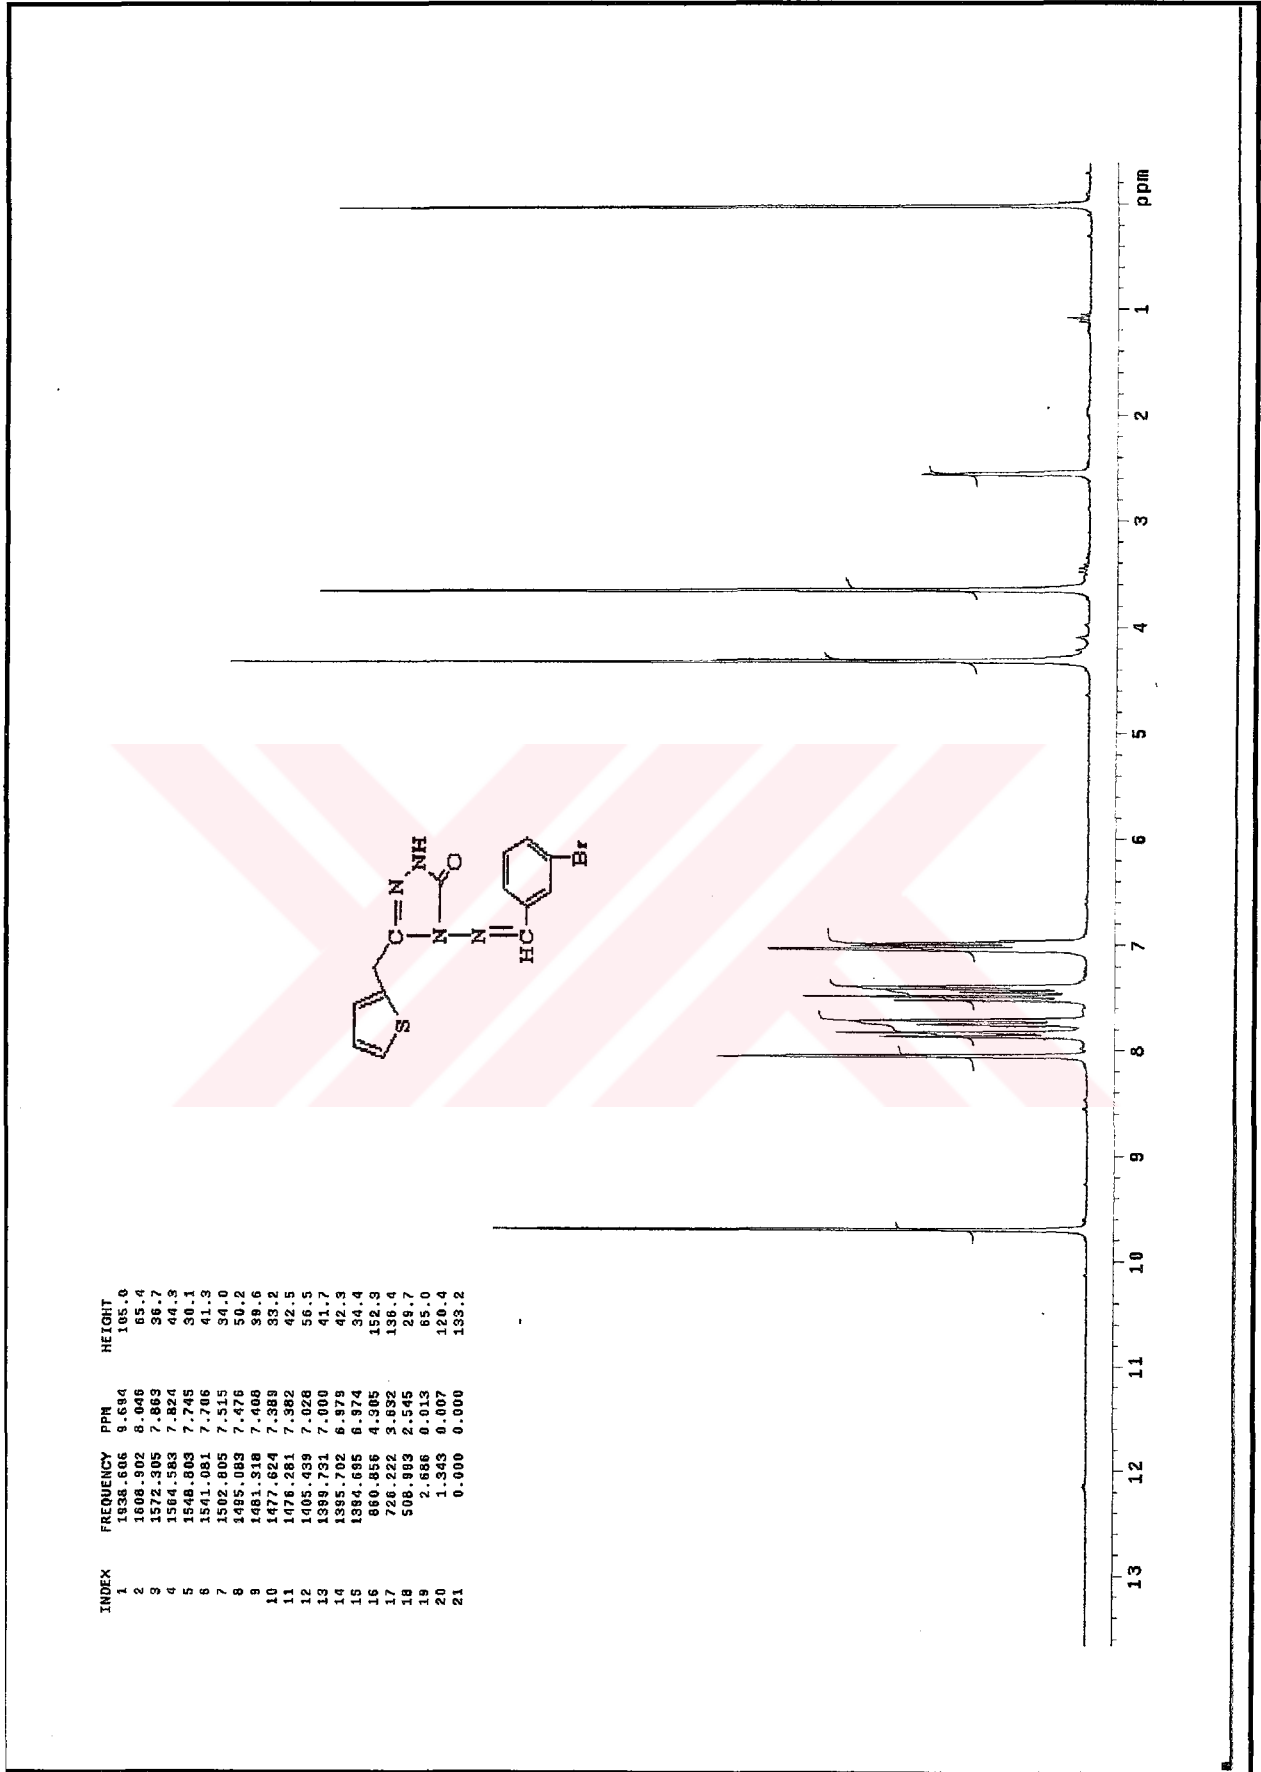 INDEX FREQUENCY PPM HEIGHT
1 1938.606 9.694 105.0
2 1608.902 8.046 65.4
3 1572.305 7.863 36.7
4 1564.583 7.824 44.3
5 1548.803 7.745 30.1
6 1541.081 7.706 41.3
7 1502.805 7.515 34.0
8 1495.083 7.476 50.2
9 1481.318 7.408 39.6
10 1477.624 7.389 33.2
11 1476.281 7.382 42.5
12 1405.439 7.028 56.5
13 1399.731 7.000 41.7
14 1395.702 6.979 42.3
15 1394.695 6.974 34.4
16 860.856 4.305 152.3
17 726.222 3.632 136.4
18 508.993 2.545 29.7
19 2.686 0.013 65.0
20 1.343 0.007 120.4
21 0.000 0.000 133.2
S
C
N
NH
O
N
N
HC
Br
13 12 11 10 9 8 7 6 5 4 3 2 1 ppm